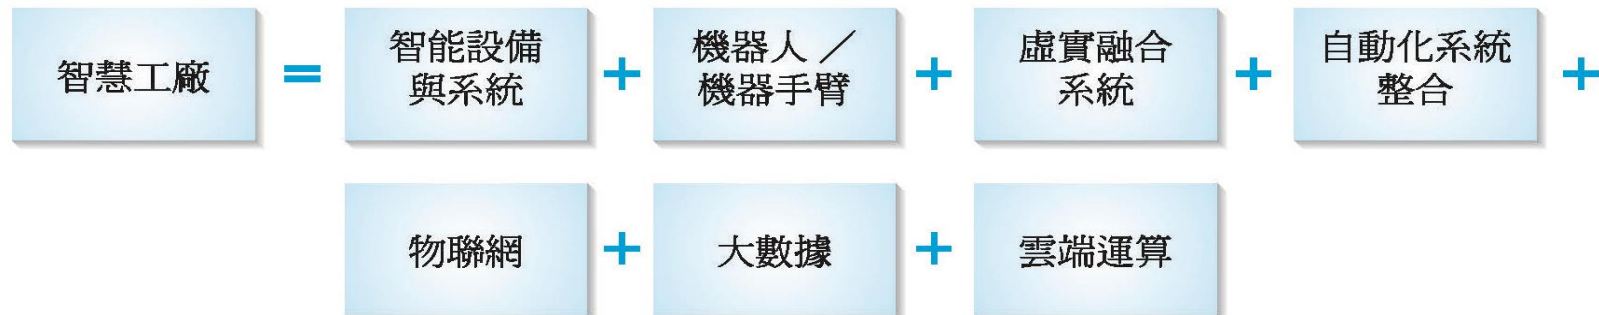 智慧工廠
=
智能設備
與系統
+
機器人／
機器手臂
+
虛實融合
系統
+
自動化系統
整合
+
物聯網
+
大數據
+
雲端運算